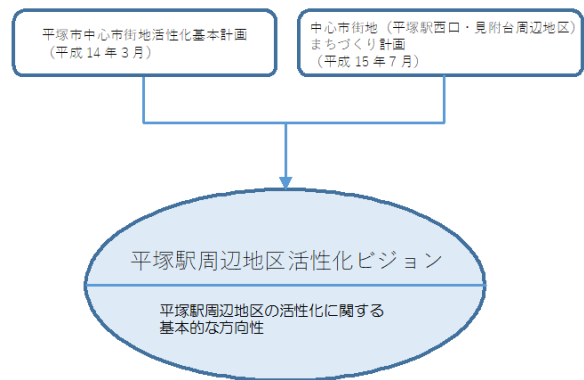 平塚市中心市街地活性化基本計画
（平成 14 年 3 月）
中心市街地（平塚駅西口・見附台周辺地区）
まちづくり計画
（平成 15 年 7 月）
平塚駅周辺地区活性化ビジョン
平塚駅周辺地区の活性化に関する
基本的な方向性